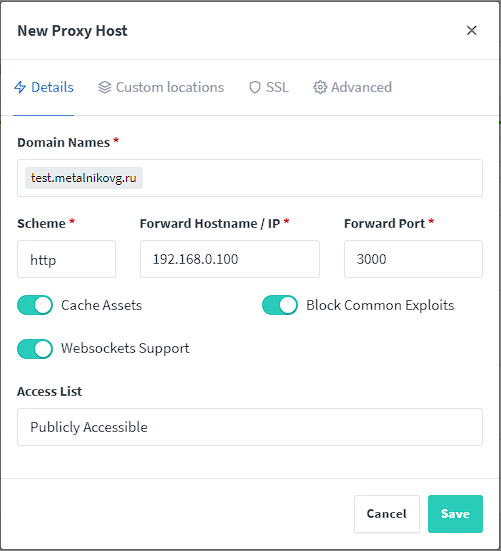 New Proxy Host
Details Custom locations SSL Advanced
Domain Names *
test.metalnikovg.ru
Scheme * Forward Hostname / IP * Forward Port *
http 192.168.0.100 3000
Cache Assets Block Common Exploits
Websockets Support
Access List
Publicly Accessible
Cancel Save